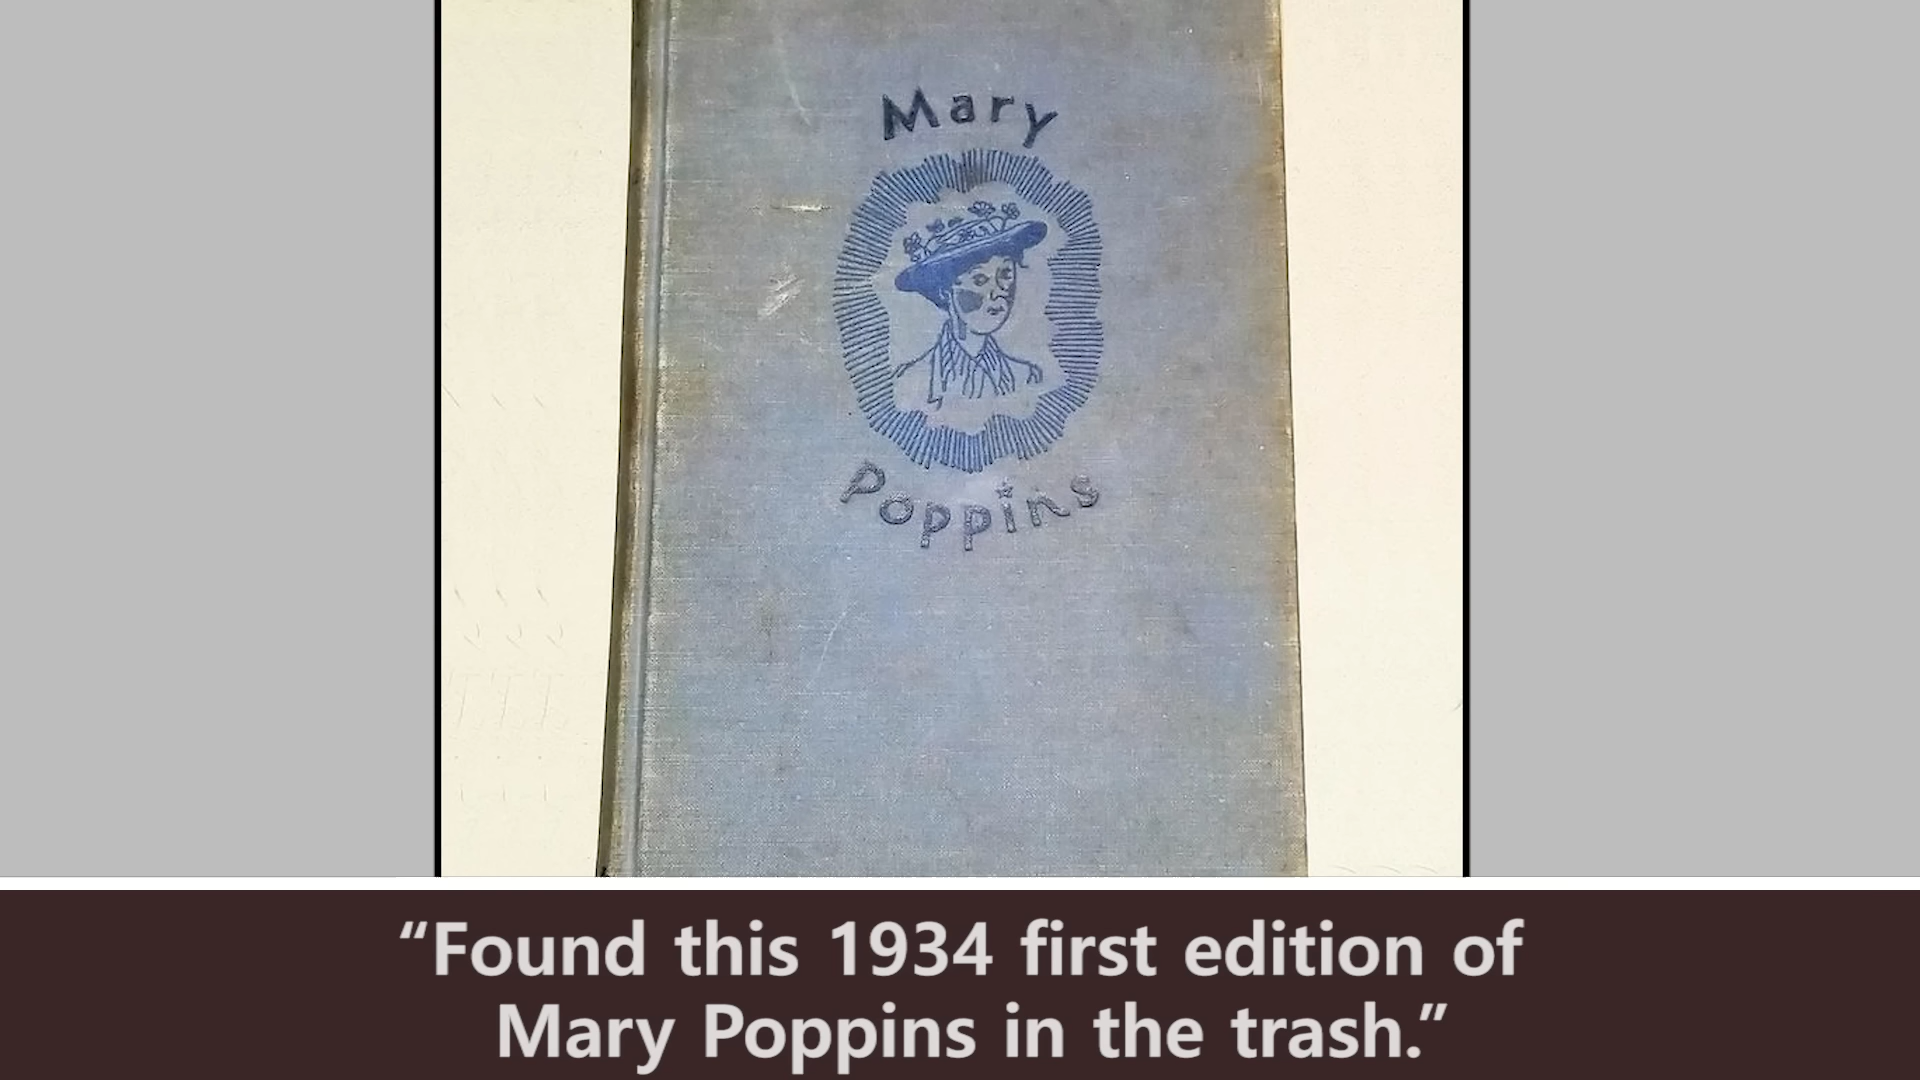 Mary
Poppins
“Found this 1934 first edition of
Mary Poppins in the trash.”